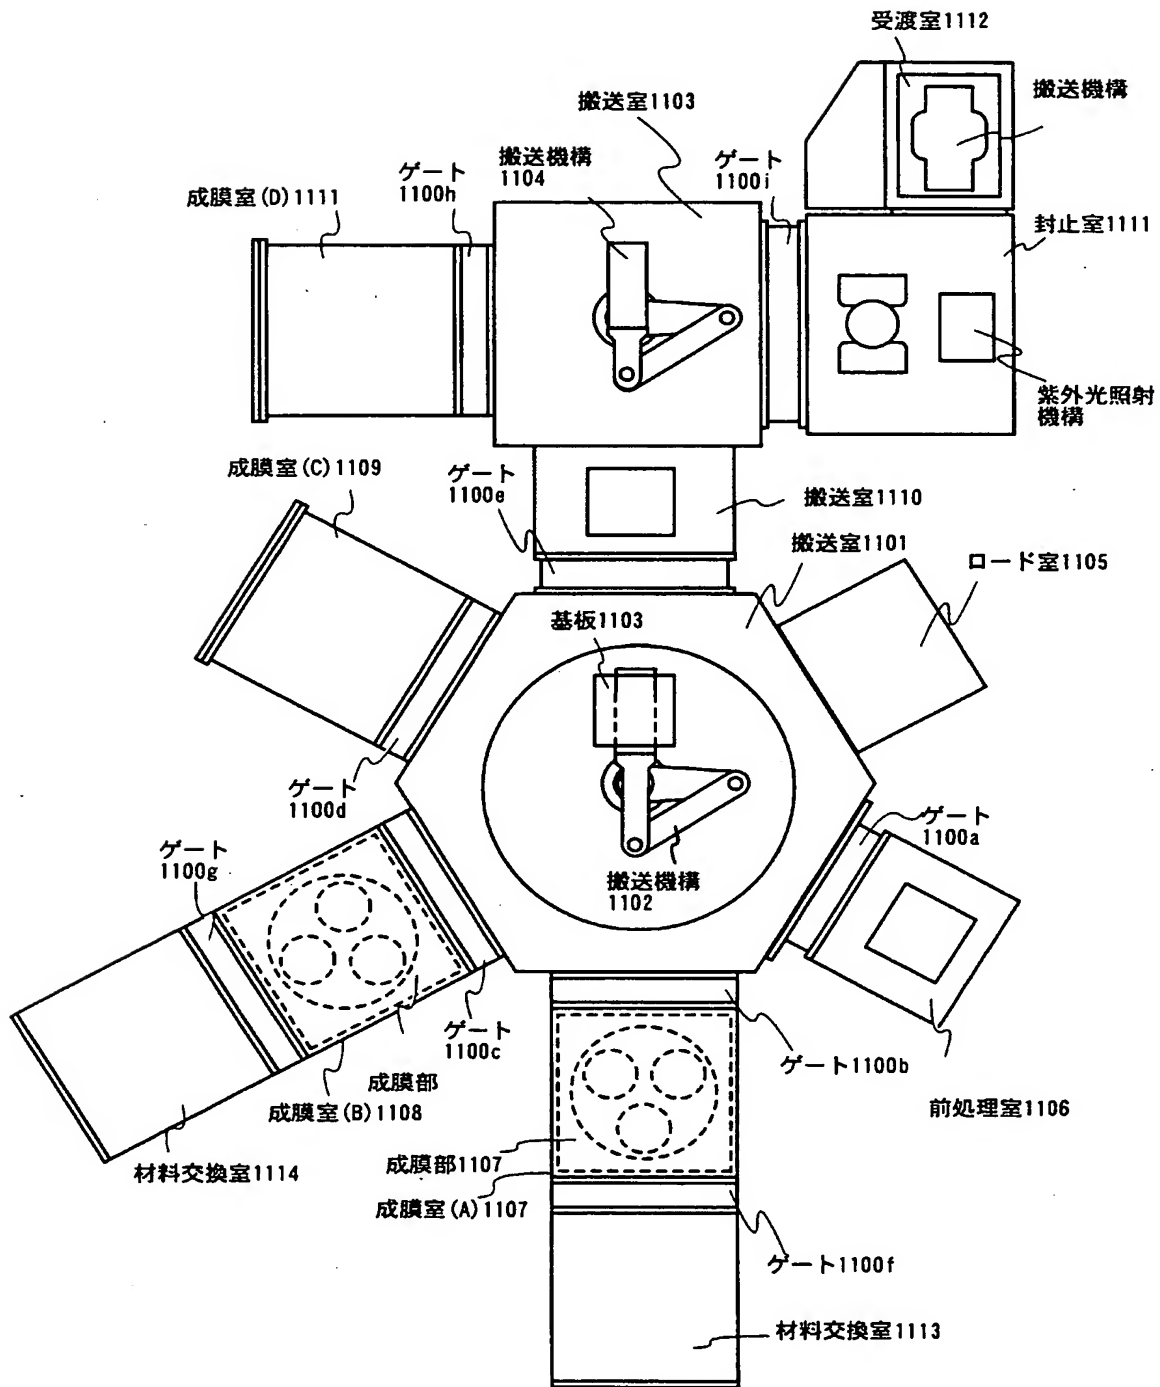 受渡室1112
搬送機構
搬送室1103
搬送機構
1104
ゲート
1100h
ゲート
1100i
成膜室(D)1111
封止室1111
紫外光照射
機構
成膜室(C)1109
ゲート
1100e
搬送室1110
搬送室1101
ロード室1105
基板1103
ゲート
1100d
ゲート
1100a
ゲート
1100g
搬送機構
1102
ゲート
1100c
ゲート1100b
成膜部
成膜室(B)1108
前処理室1106
材料交換室1114
成膜部1107
成膜室(A)1107
ゲート1100f
材料交換室1113